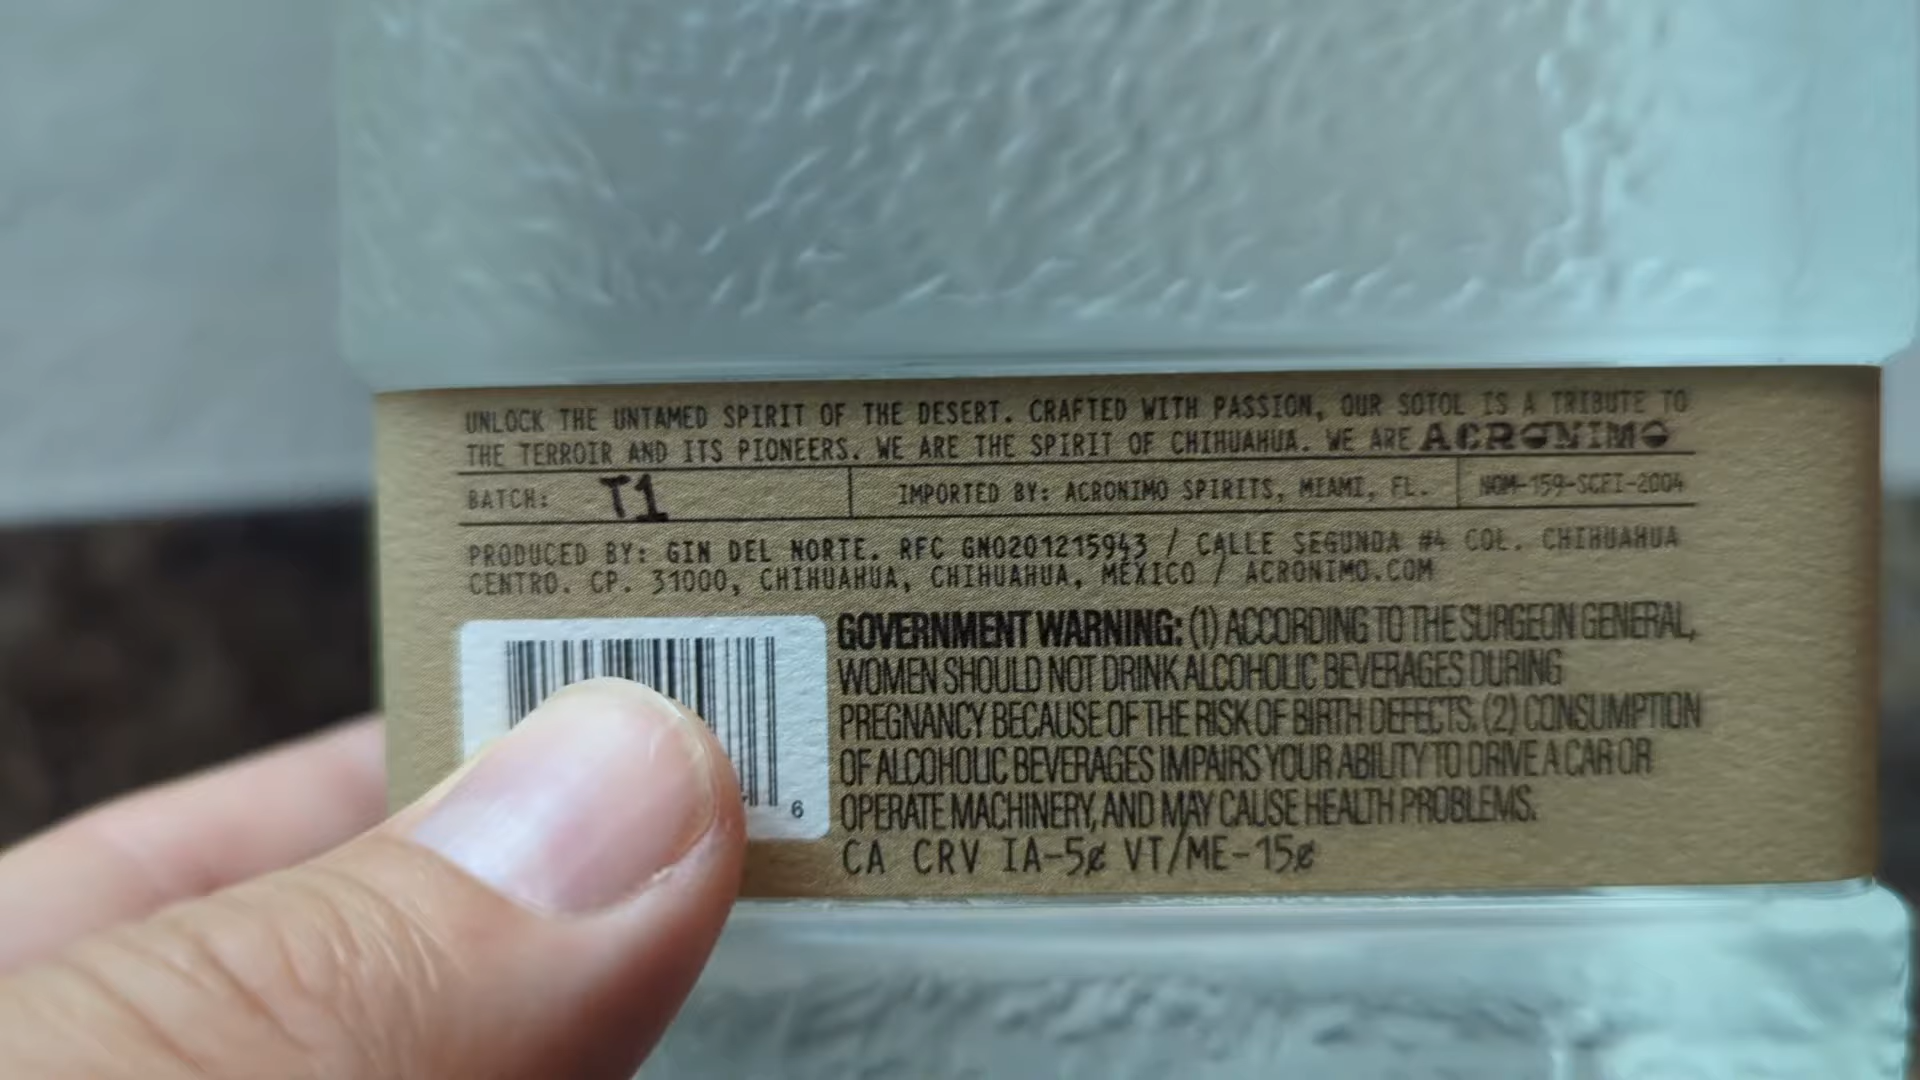 UNLOCK THE UNTAMED SPIRIT OF THE DESERT. CRAFTED WITH PASSION, OUR SOTOL IS A TRIBUTE TO
THE TERROIR AND ITS PIONEERS. WE ARE THE SPIRIT OF CHIHUAHUA. WE ARE ACRONIMO
BATCH: T1 IMPORTED BY: ACRONIMO SPIRITS, MIAMI, FL. NOM-159-SCFI-2004
PRODUCED BY: GIN DEL NORTE. RFC GNO201215943 / CALLE SEGUNDA #4 COL. CHIHUAHUA
CENTRO. CP. 31000, CHIHUAHUA, CHIHUAHUA, MÉXICO / ACRONIMO.COM
GOVERNMENT WARNING: (1) ACCORDING TO THE SURGEON GENERAL,
WOMEN SHOULD NOT DRINK ALCOHOLIC BEVERAGES DURING
PREGNANCY BECAUSE OF THE RISK OF BIRTH DEFECTS. (2) CONSUMPTION
OF ALCOHOLIC BEVERAGES IMPAIRS YOUR ABILITY TO DRIVE A CAR OR
OPERATE MACHINERY, AND MAY CAUSE HEALTH PROBLEMS.
CA CRV IA-5¢ VT/ME-15¢
6